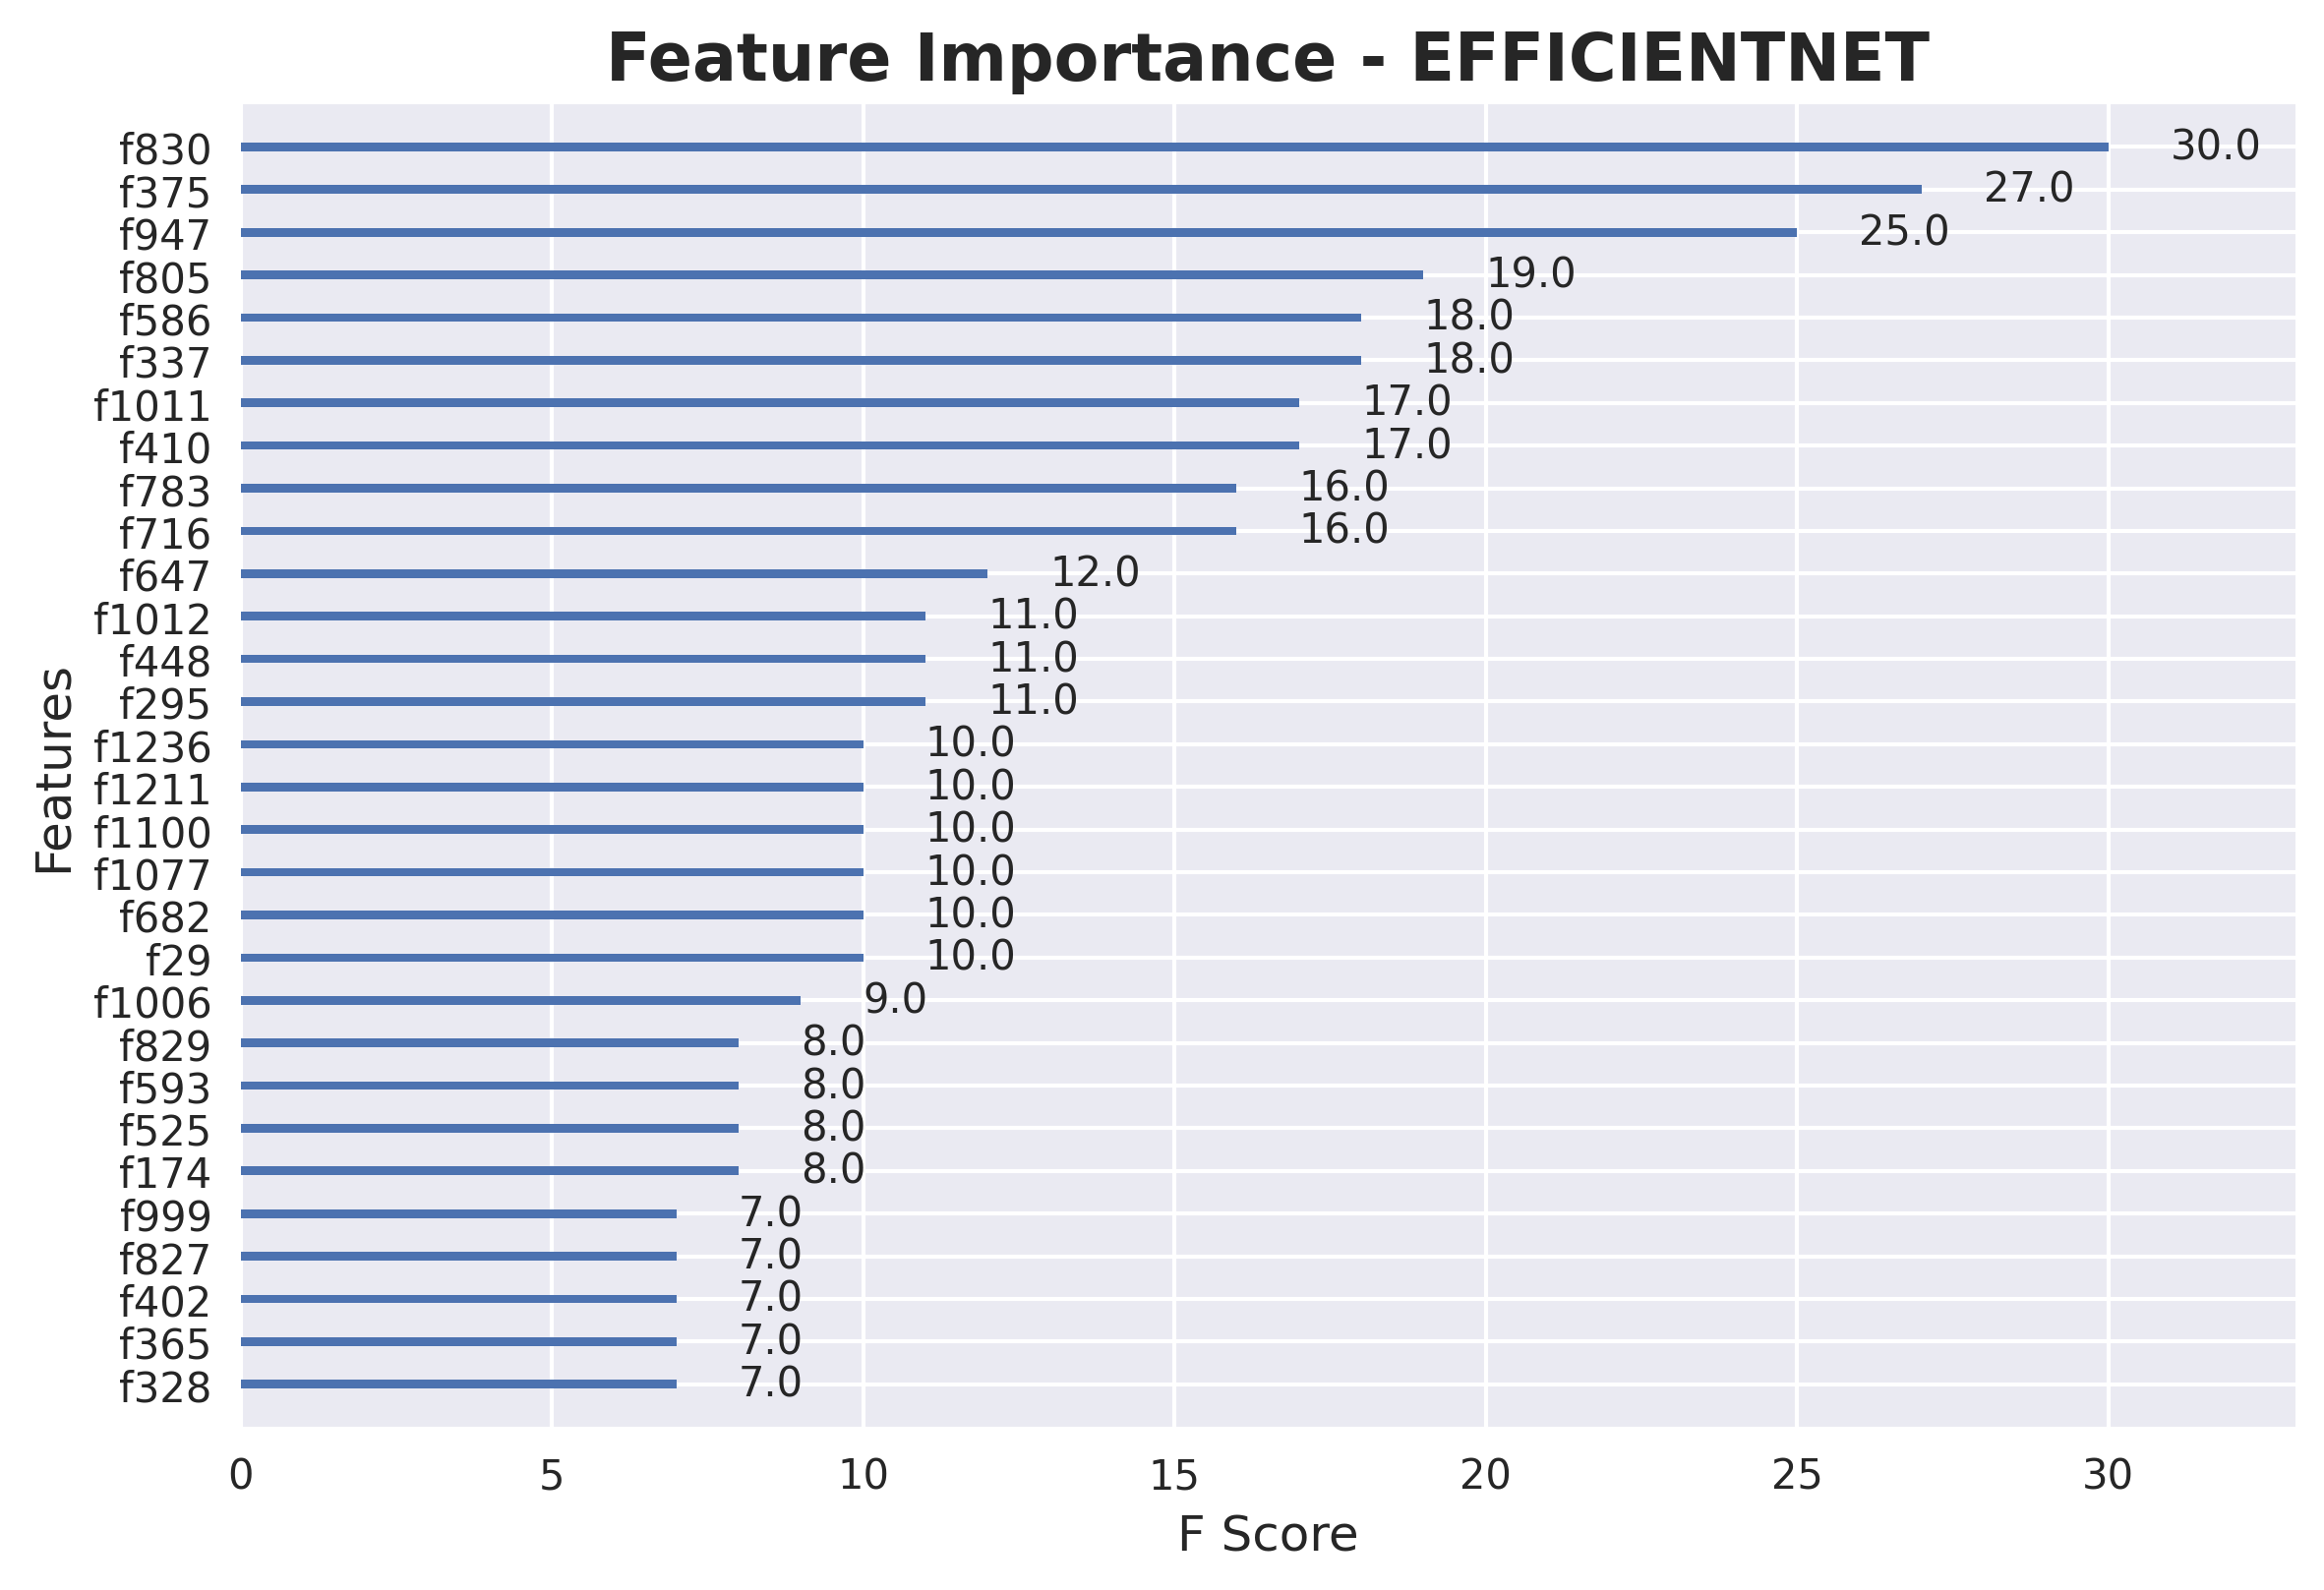 Feature Importance - EFFICIENTNET
f830 30.0
f375 27.0
f947 25.0
f805 19.0
f586 18.0
f337 18.0
f1011 17.0
f410 17.0
f783 16.0
f716 16.0
f647 12.0
f1012 11.0
f448 11.0
f295 11.0
f1236 10.0
f1211 10.0
f1100 10.0
f1077 10.0
f682 10.0
f29 10.0
f1006 9.0
f829 8.0
f593 8.0
f525 8.0
f174 8.0
f999 7.0
f827 7.0
f402 7.0
f365 7.0
f328 7.0
Features
0 5 10 15 20 25 30
F Score